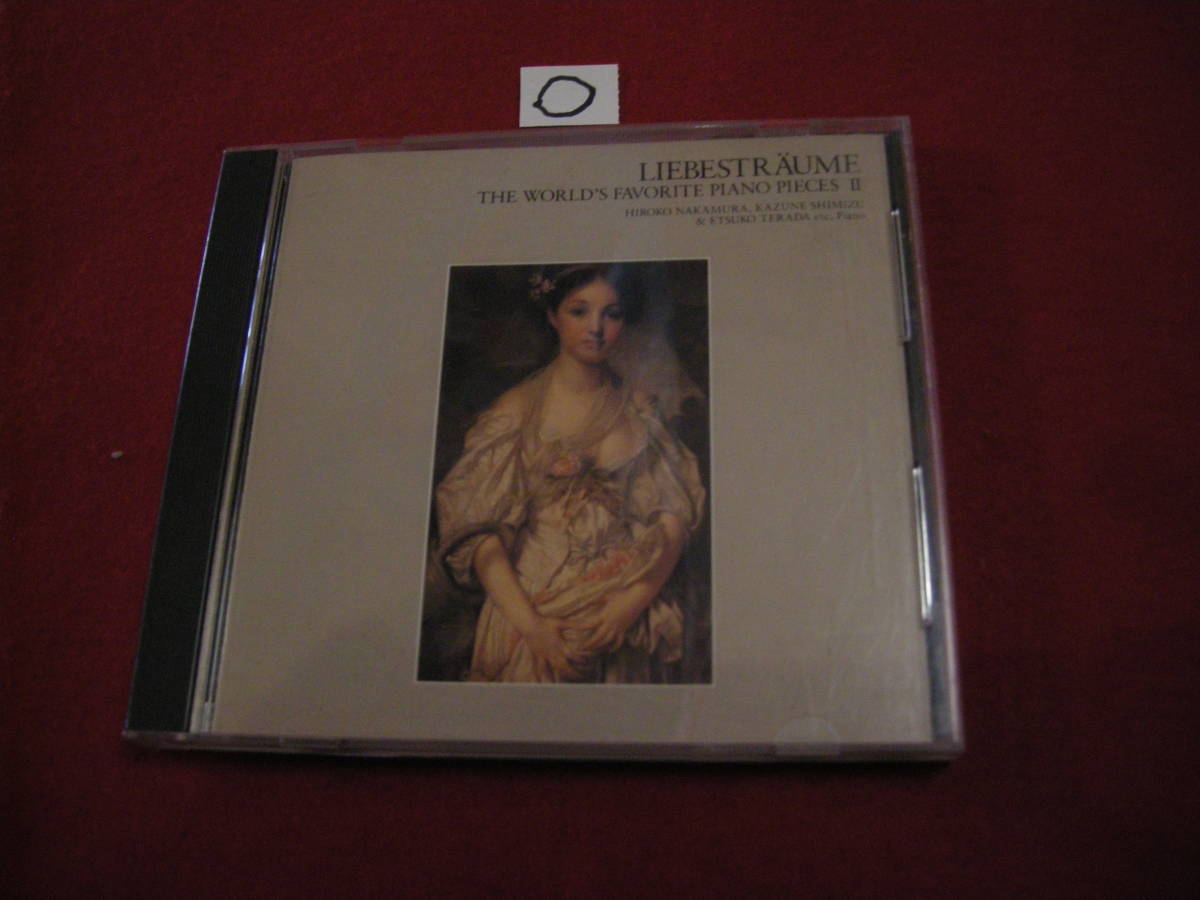 LIEBESTRÄUME
THE WORLD'S FAVORITE PIANO PIECES II
HIROKO NAKAMURA, KAZUNE SHIMIZU
& ETSUKO TERADA etc, Piano